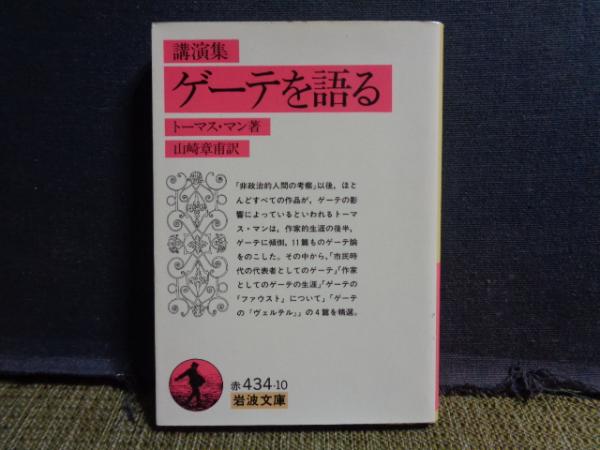 講演集
ゲーテを語る
トーマス・マン著
山崎章甫訳
「非政治的人間の考察」以後，ほと
んどすべての作品が，ゲーテの影
響によっているといわれるトーマ
ス・マンは，作家的生涯の後半，
ゲーテに傾倒，11篇ものゲーテ論
をのこした。その中から，「市民時
代の代表者としてのゲーテ」「作家
としてのゲーテの生涯」「ゲーテの
『ファウスト』について」「ゲーテ
の『ヴェルテル』」の4篇を精選。
赤434-10
岩波文庫